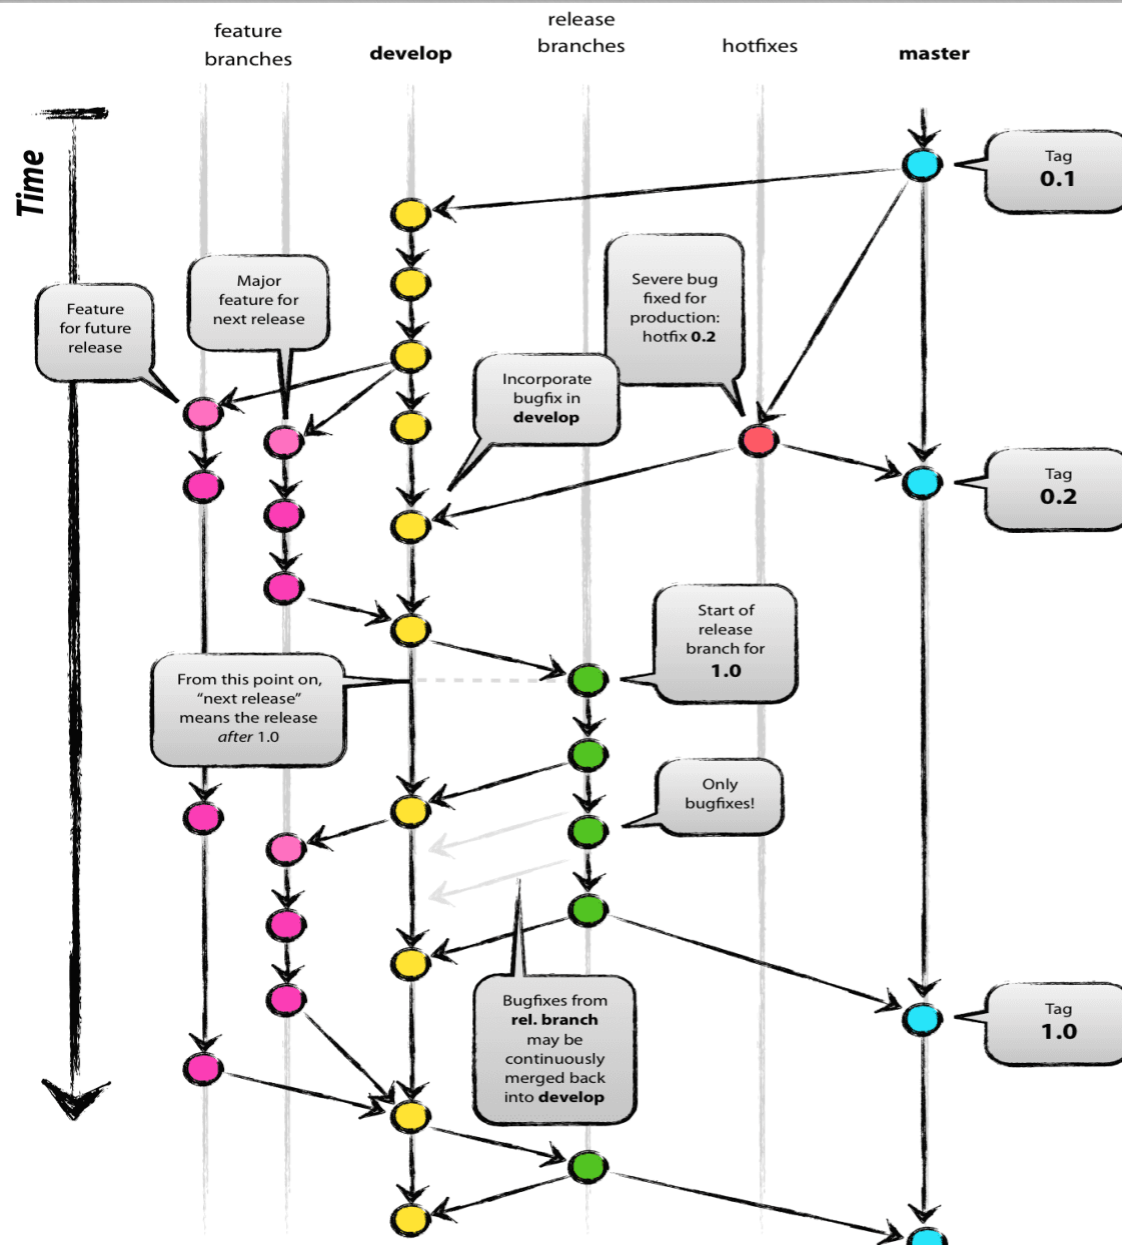 feature
branches
develop
release
branches
hotfixes
master
Time
Tag
0.1
Major
feature for
next release
Feature
for future
release
Severe bug
fixed for
production:
hotfix 0.2
Incorporate
bugfix in
develop
Tag
0.2
Start of
release
branch for
1.0
From this point on,
“next release”
means the release
after 1.0
Only
bugfixes!
Bugfixes from
rel. branch
may be
continuously
merged back
into develop
Tag
1.0